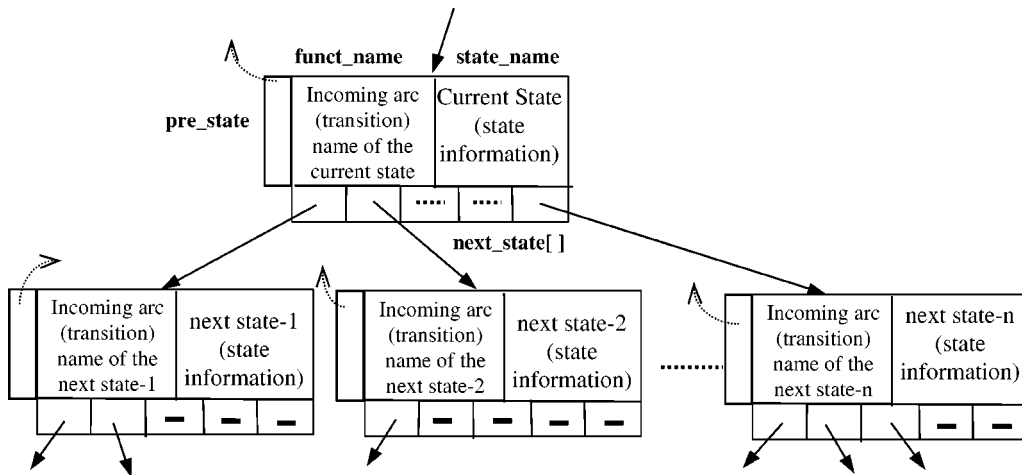 funct_name
state_name
pre_state
Incoming arc
(transition)
name of the
current state
Current State
(state
information)
next_state[ ]
Incoming arc
(transition)
name of the
next state-1
next state-1
(state
information)
Incoming arc
(transition)
name of the
next state-2
next state-2
(state
information)
Incoming arc
(transition)
name of the
next state-n
next state-n
(state
information)